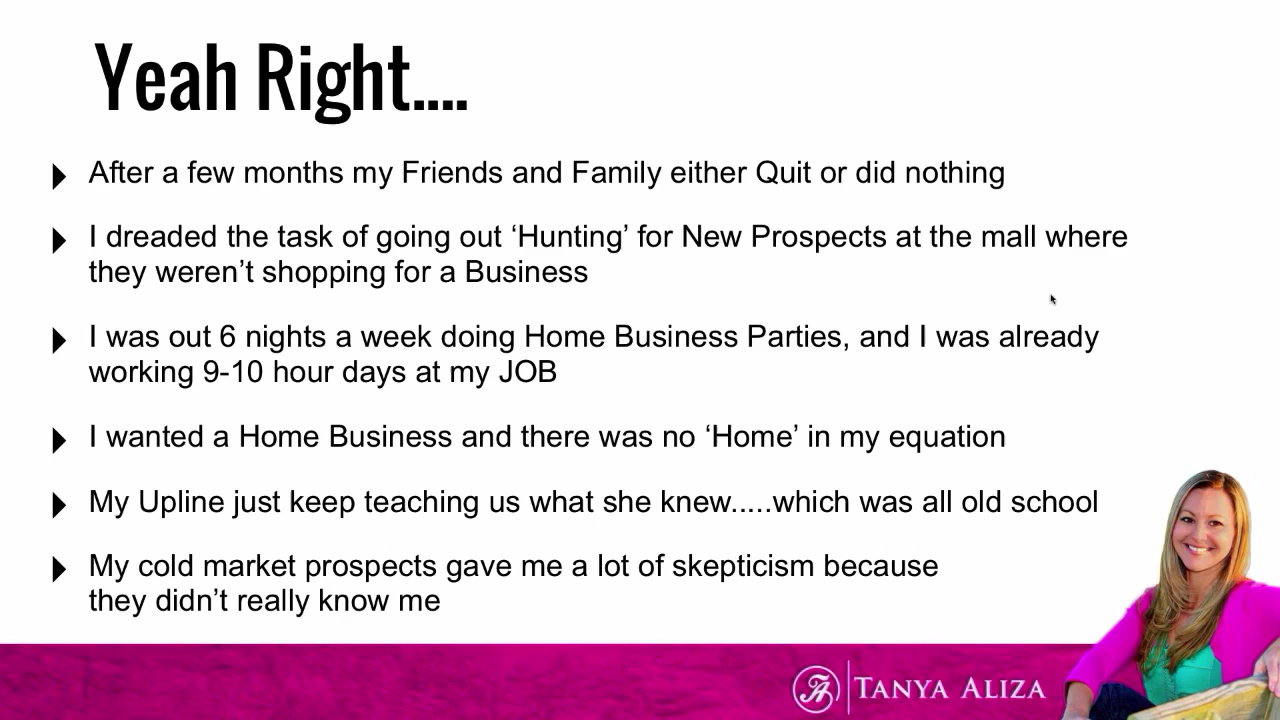 Yeah Right....
After a few months my Friends and Family either Quit or did nothing
I dreaded the task of going out ‘Hunting’ for New Prospects at the mall where
they weren’t shopping for a Business
I was out 6 nights a week doing Home Business Parties, and I was already
working 9-10 hour days at my JOB
I wanted a Home Business and there was no ‘Home’ in my equation
My Upline just keep teaching us what she knew.....which was all old school
My cold market prospects gave me a lot of skepticism because
they didn’t really know me
TANYA ALIZA